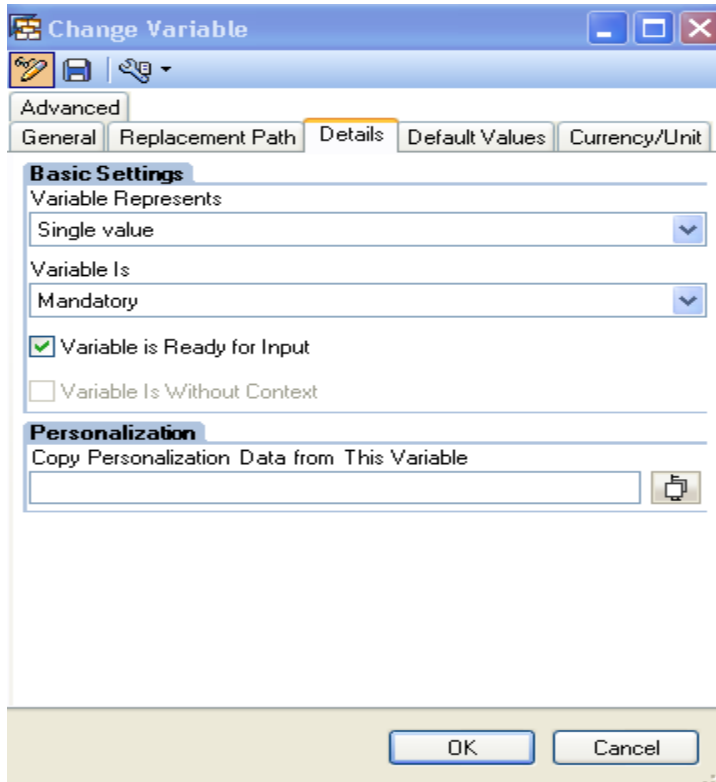 Change Variable
Advanced
General Replacement Path Details Default Values Currency/Unit
Basic Settings
Variable Represents
Single value
Variable Is
Mandatory
Variable is Ready for Input
Variable Is Without Context
Personalization
Copy Personalization Data from This Variable
OK Cancel